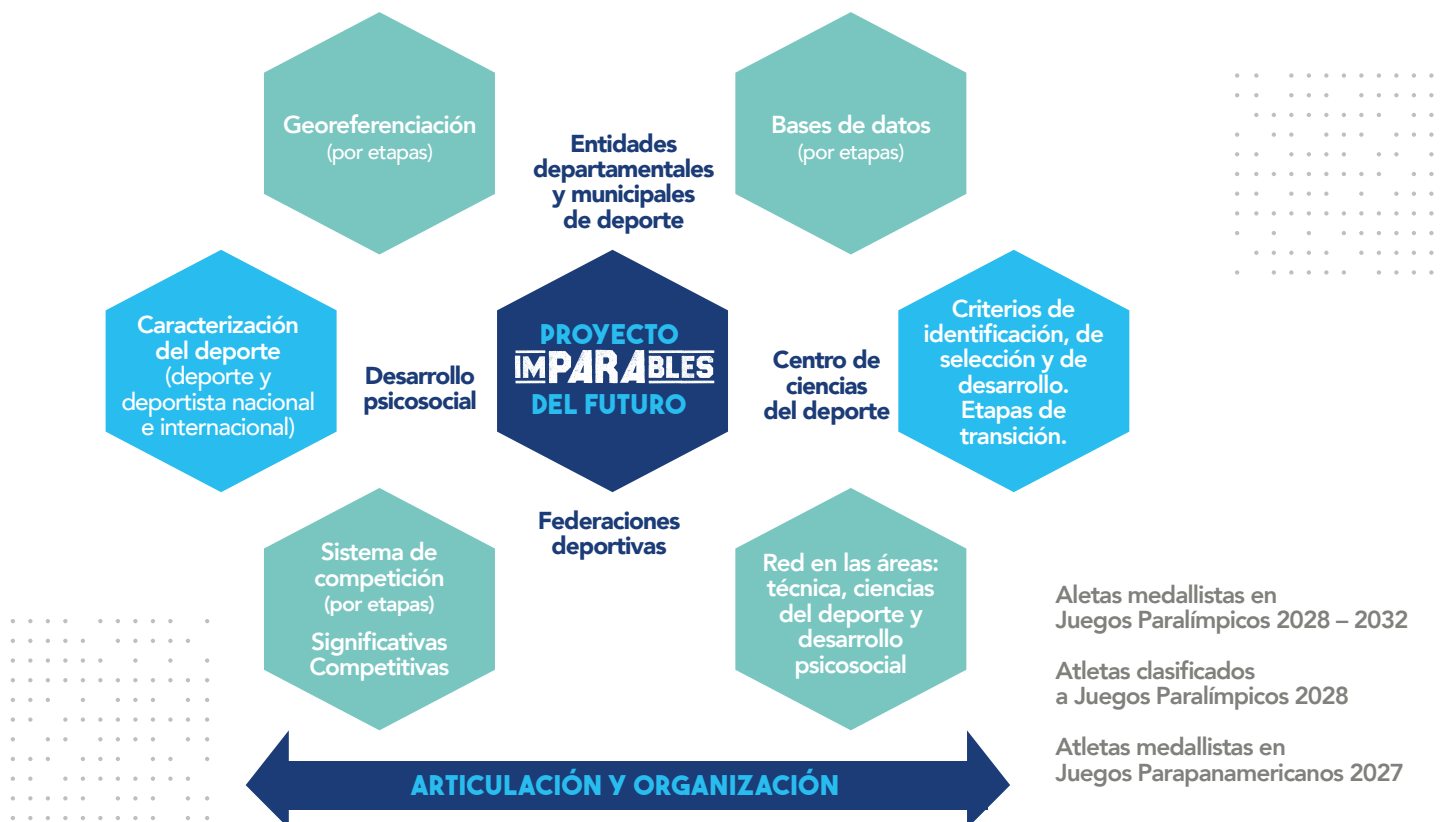 Georeferenciación
(por etapas)
Entidades
departamentales
y municipales
de deporte
Bases de datos
(por etapas)
Caracterización
del deporte
(deporte y
deportista nacional
e internacional)
Desarrollo
psicosocial
PROYECTO
IMPARABLES
DEL FUTURO
Centro de
ciencias
del deporte
Criterios de
identificación, de
selección y de
desarrollo.
Etapas de
transición.
Sistema de
competición
(por etapas)
Significativas
Competitivas
Federaciones
deportivas
Red en las áreas:
técnica, ciencias
del deporte y
desarrollo
psicosocial
Aletas medallistas en
Juegos Paralímpicos 2028 – 2032
Atletas clasificados
a Juegos Paralímpicos 2028
Atletas medallistas en
Juegos Parapanamericanos 2027
ARTICULACIÓN Y ORGANIZACIÓN